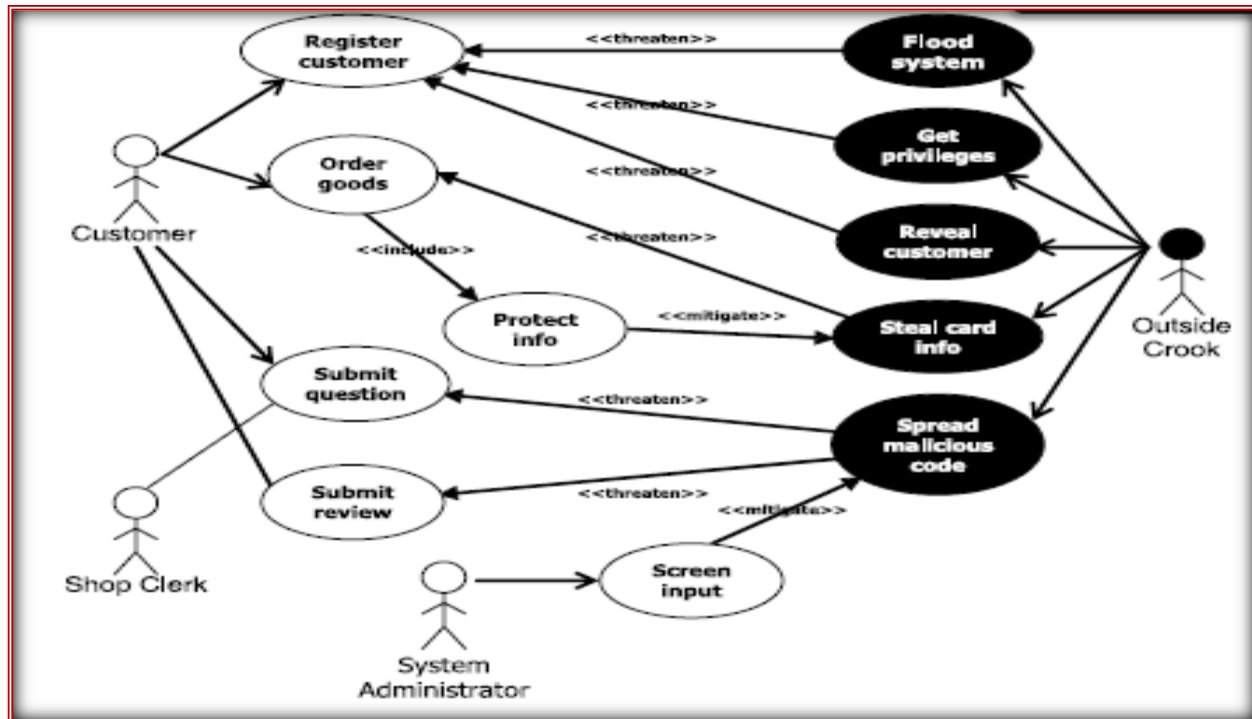 Register
customer
<<threaten>>
Flood
system
<<threaten>>
Get
privileges
Order
goods
<<threaten>>
Customer
<<include>>
<<threaten>>
Reveal
customer
Protect
info
<<mitigate>>
Steal card
info
Outside
Crook
Submit
question
<<threaten>>
Spread
malicious
code
Submit
review
<<threaten>>
<<mitigate>>
Shop Clerk
Screen
input
System
Administrator